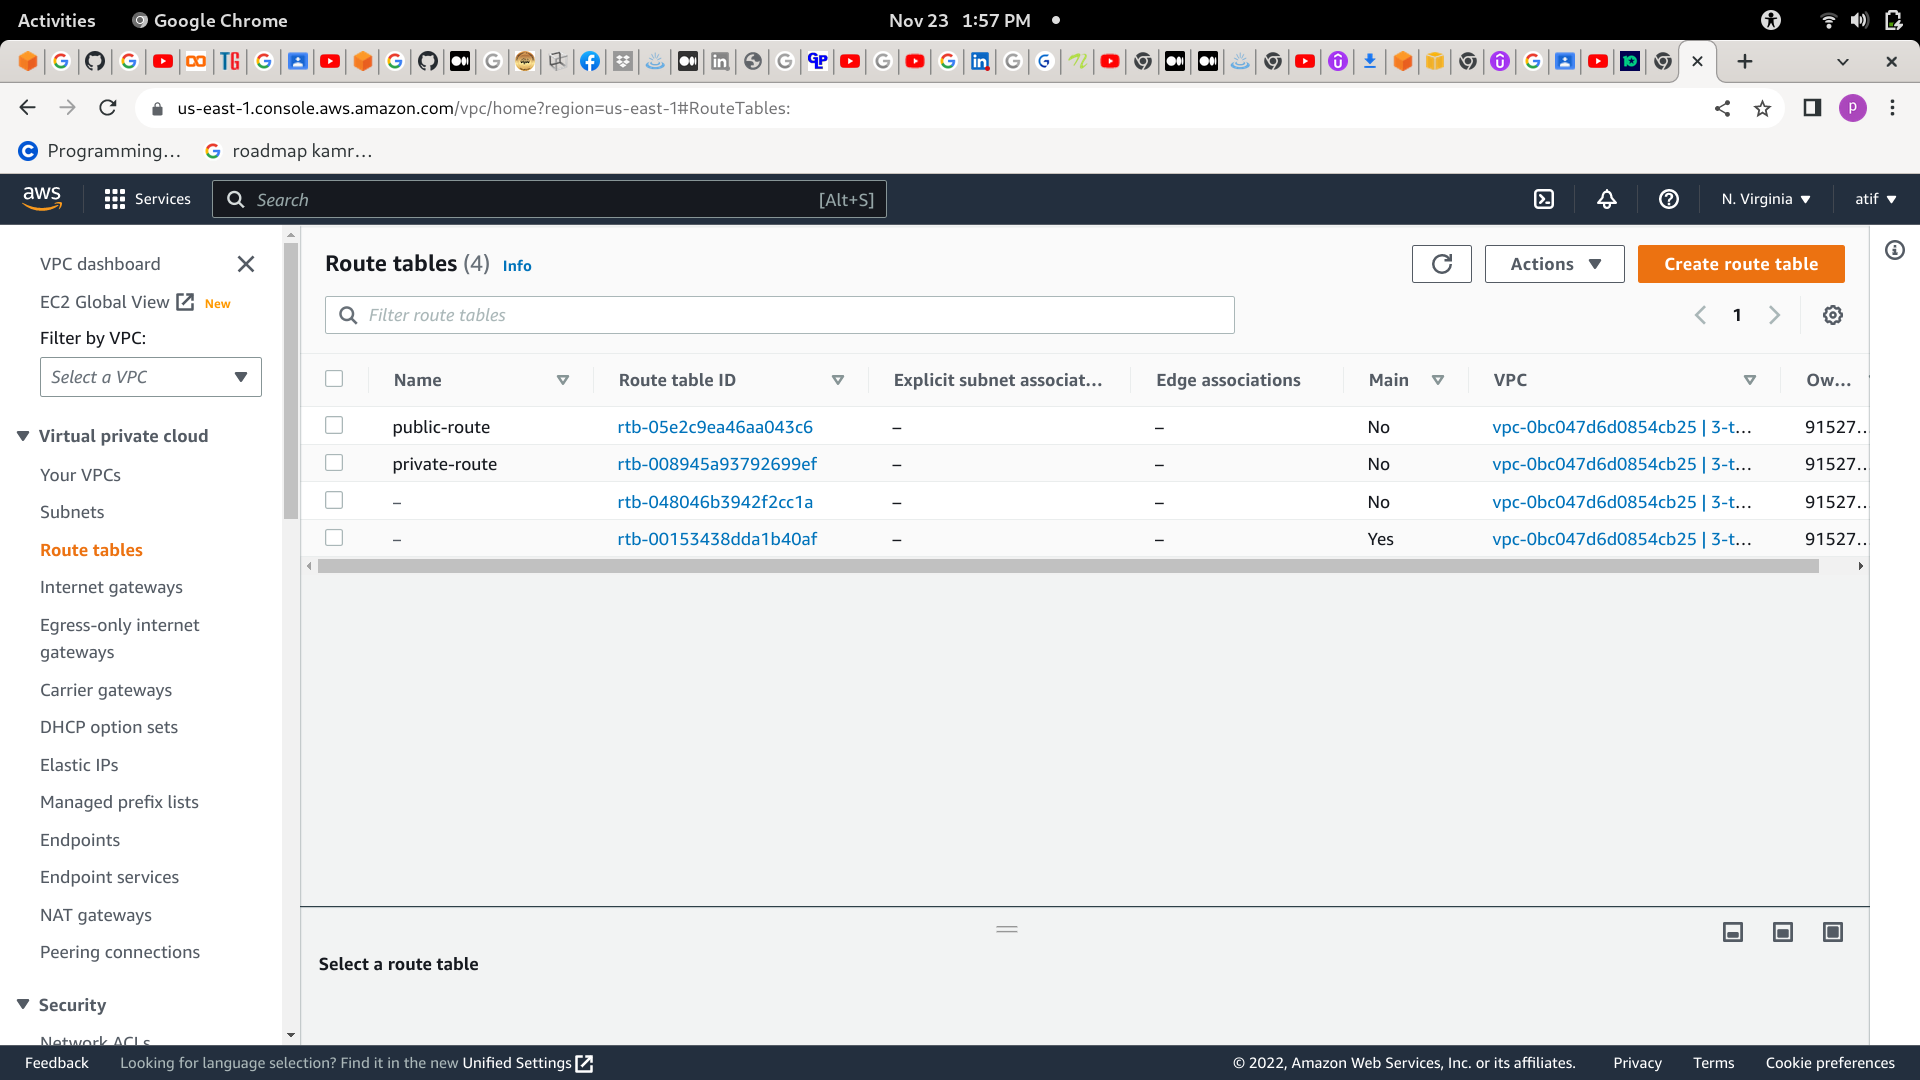 Activities
Google Chrome
Nov 23 1:57 PM
us-east-1.console.aws.amazon.com/vpc/home?region=us-east-1#RouteTables:
P
Programming...
roadmap kamr...
aws
Services
Search
[Alt+S]
N. Virginia
atif
VPC dashboard
EC2 Global View
New
Filter by VPC:
Select a VPC
Virtual private cloud
Your VPCs
Subnets
Route tables
Internet gateways
Egress-only internet
gateways
Carrier gateways
DHCP option sets
Elastic IPs
Managed prefix lists
Endpoints
Endpoint services
NAT gateways
Peering connections
Security
Network ACLs
Route tables (4) Info
Actions
Create route table
Filter route tables
1
Name Route table ID Explicit subnet associat... Edge associations Main VPC Ow...
public-route rtb-05e2c9ea46aa043c6 – – No vpc-0bc047d6d0854cb25 | 3-t... 91527...
private-route rtb-008945a93792699ef – – No vpc-0bc047d6d0854cb25 | 3-t... 91527...
– rtb-048046b3942f2cc1a – – No vpc-0bc047d6d0854cb25 | 3-t... 91527...
– rtb-00153438dda1b40af – – Yes vpc-0bc047d6d0854cb25 | 3-t... 91527...
Select a route table
Feedback
Looking for language selection? Find it in the new Unified Settings
© 2022, Amazon Web Services, Inc. or its affiliates.
Privacy
Terms
Cookie preferences